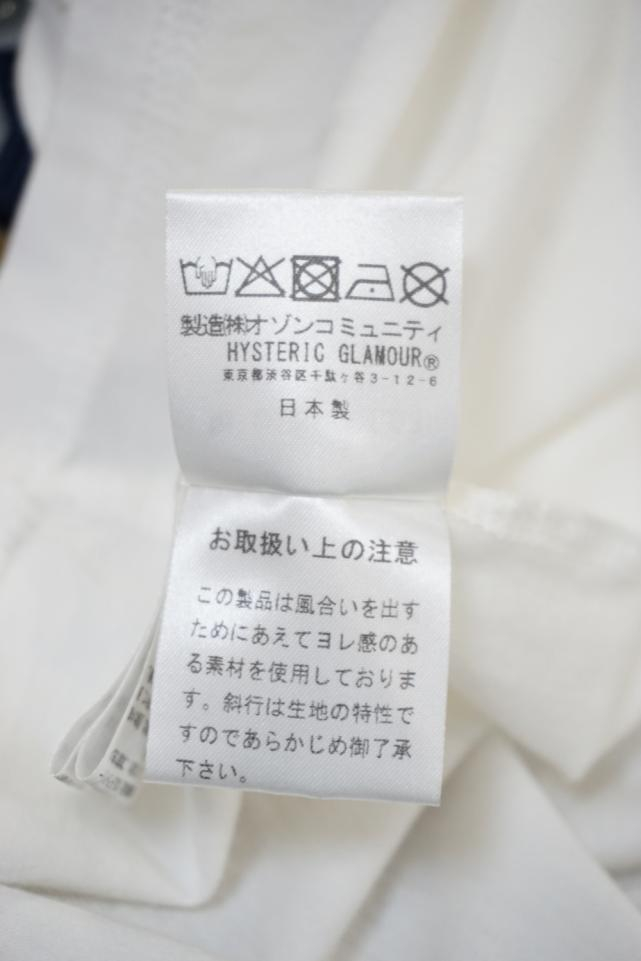 製造㈱オゾンコミュニティ
HYSTERIC GLAMOUR®
東京都渋谷区千駄ヶ谷3-12-6
日本製
お取扱い上の注意
この製品は風合いを出す
ためにあえてヨレ感のあ
る素材を使用しておりま
す。斜行は生地の特性で
すのであらかじめ御了承
下さい。